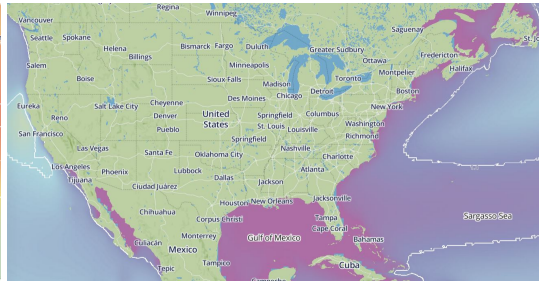 Regina
Vancouver
Winnipeg
Saguenay
Seattle
Spokane
Bismarck
Fargo
Duluth
Greater Sudbury
Fredericton
Helena
Ottawa
Salem
Billings
Minneapolis
Montpelier
Halifax
Boise
Sioux Falls
Madison
Toronto
Boston
Detroit
Chicago
Eureka
Salt Lake City
Cheyenne
Des Moines
New York
Reno
Denver
United
States
Springfield
Columbus
Washington
San Francisco
Pueblo
St. Louis
Louisville
Richmond
Springfield
Las Vegas
Santa Fe
Oklahoma City
Nashville
Charlotte
Los Angeles
Phoenix
Lubbock
Dallas
Atlanta
Tijuana
Ciudad Juárez
Jackson
Houston
New Orleans
Jacksonville
Chihuahua
Corpus Christi
Tampa
Sargasso Sea
Cape Coral
Monterrey
Gulf of Mexico
Bahamas
Culiacán
Mexico
Tampico
Cuba
Tepic